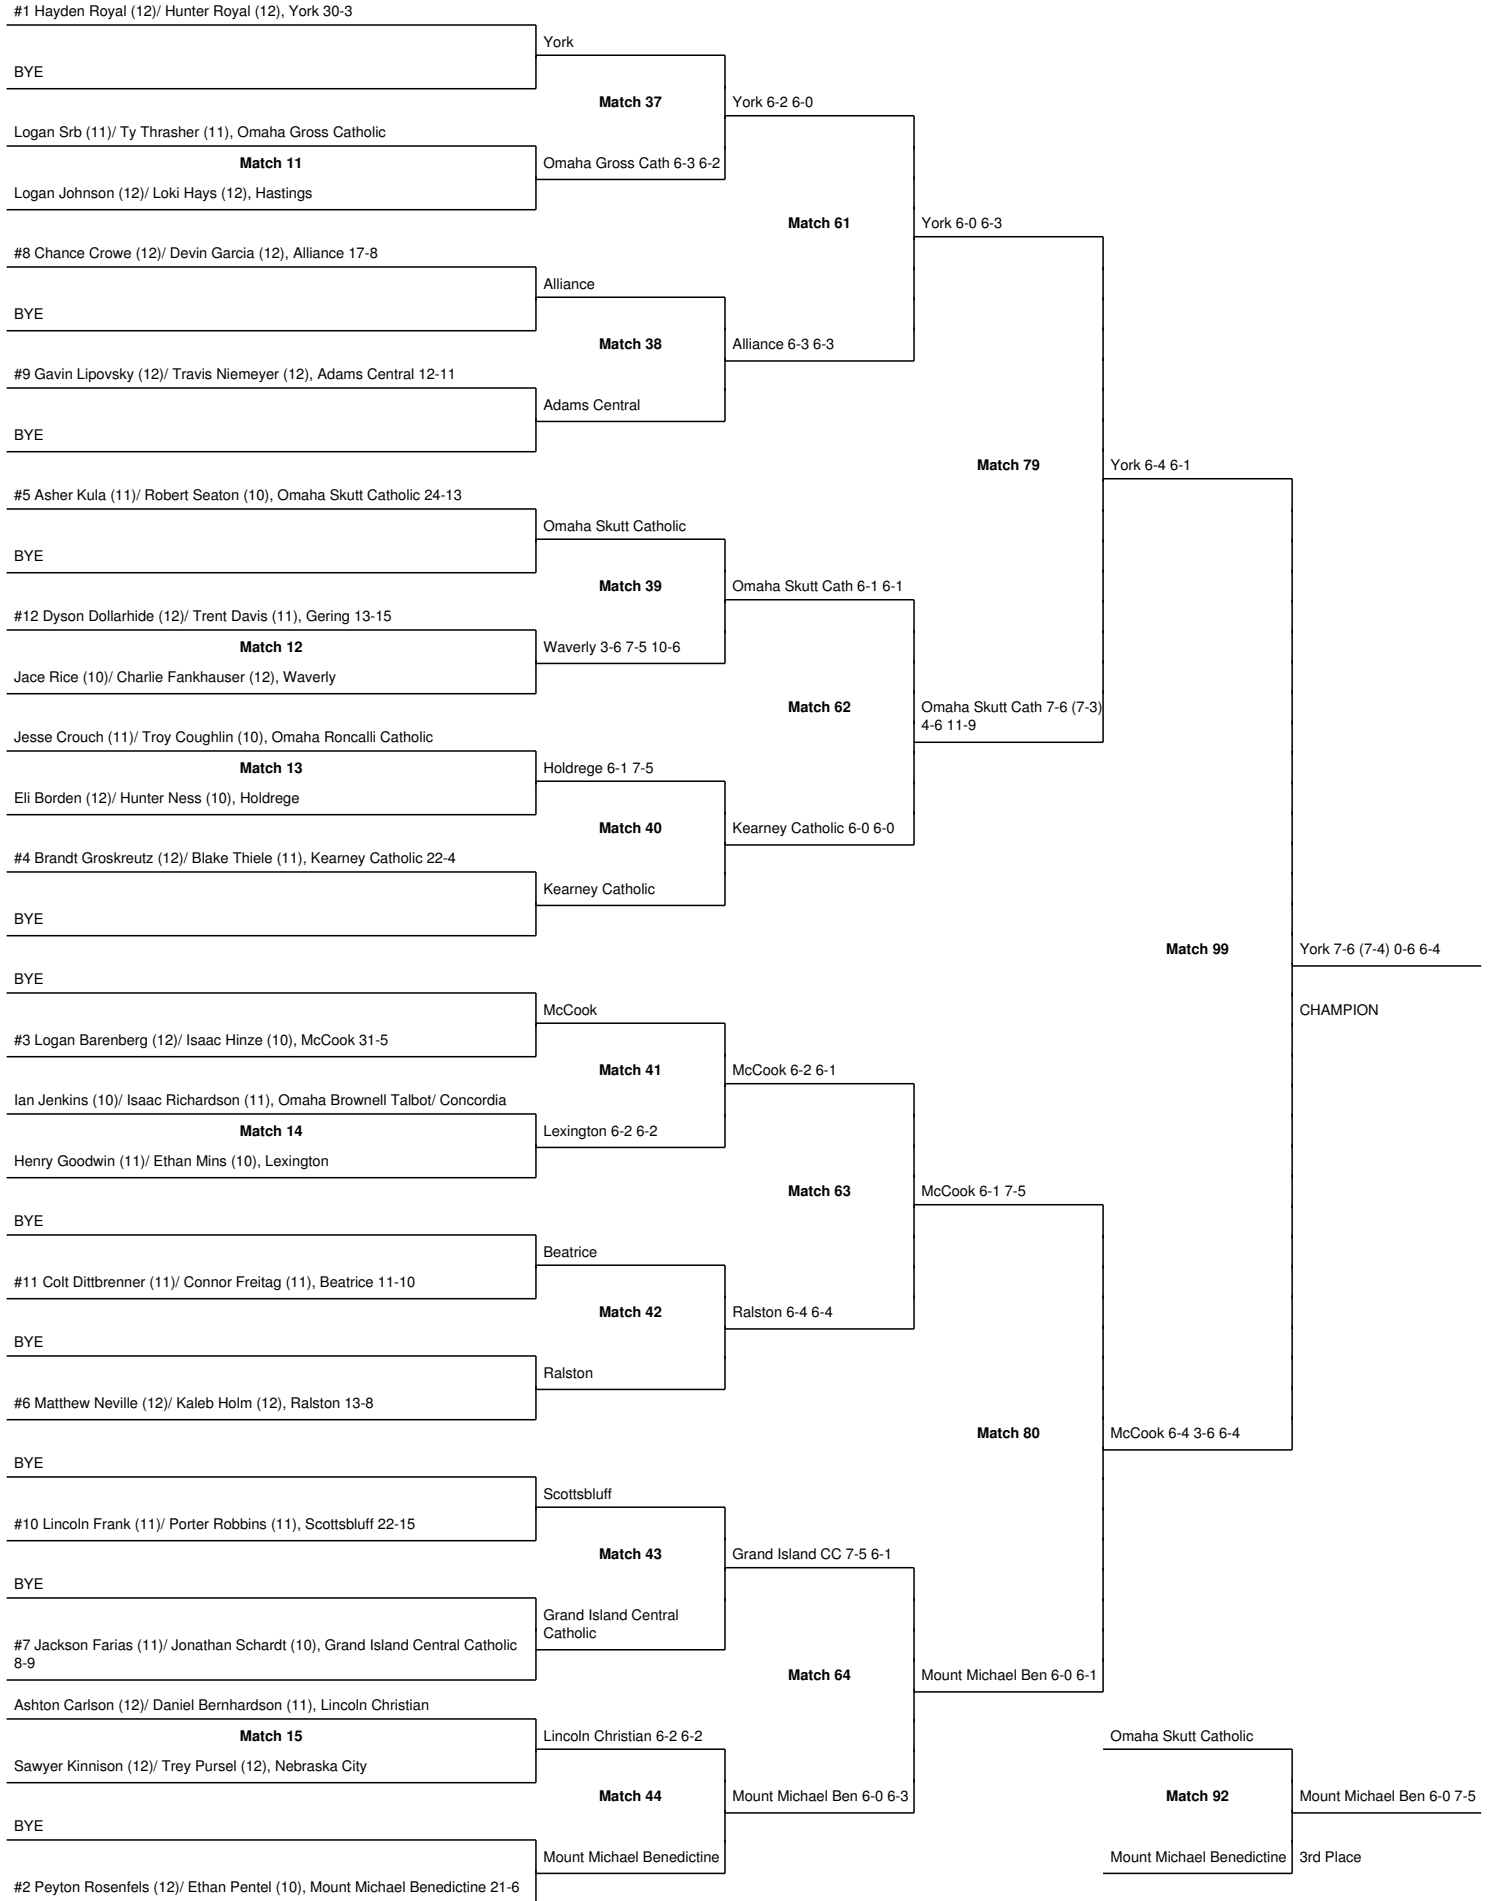 #1 Hayden Royal (12)/ Hunter Royal (12), York 30-3
York
BYE
Match 37
York 6-2 6-0
Logan Srb (11)/ Ty Thrasher (11), Omaha Gross Catholic
Match 11
Omaha Gross Cath 6-3 6-2
Logan Johnson (12)/ Loki Hays (12), Hastings
Match 61
York 6-0 6-3
#8 Chance Crowe (12)/ Devin Garcia (12), Alliance 17-8
Alliance
BYE
Match 38
Alliance 6-3 6-3
#9 Gavin Lipovsky (12)/ Travis Niemeyer (12), Adams Central 12-11
Adams Central
BYE
Match 79
York 6-4 6-1
#5 Asher Kula (11)/ Robert Seaton (10), Omaha Skutt Catholic 24-13
Omaha Skutt Catholic
BYE
Match 39
Omaha Skutt Cath 6-1 6-1
#12 Dyson Dollarhide (12)/ Trent Davis (11), Gering 13-15
Match 12
Waverly 3-6 7-5 10-6
Jace Rice (10)/ Charlie Fankhauser (12), Waverly
Match 62
Omaha Skutt Cath 7-6 (7-3)
4-6 11-9
Jesse Crouch (11)/ Troy Coughlin (10), Omaha Roncalli Catholic
Match 13
Holdrege 6-1 7-5
Eli Borden (12)/ Hunter Ness (10), Holdrege
Match 40
Kearney Catholic 6-0 6-0
#4 Brandt Groskreutz (12)/ Blake Thiele (11), Kearney Catholic 22-4
Kearney Catholic
BYE
Match 99
York 7-6 (7-4) 0-6 6-4
BYE
McCook
CHAMPION
#3 Logan Barenberg (12)/ Isaac Hinze (10), McCook 31-5
Match 41
McCook 6-2 6-1
Ian Jenkins (10)/ Isaac Richardson (11), Omaha Brownell Talbot/ Concordia
Match 14
Lexington 6-2 6-2
Henry Goodwin (11)/ Ethan Mins (10), Lexington
Match 63
McCook 6-1 7-5
BYE
Beatrice
#11 Colt Dittbrenner (11)/ Connor Freitag (11), Beatrice 11-10
Match 42
Ralston 6-4 6-4
BYE
Ralston
#6 Matthew Neville (12)/ Kaleb Holm (12), Ralston 13-8
Match 80
McCook 6-4 3-6 6-4
BYE
Scottsbluff
#10 Lincoln Frank (11)/ Porter Robbins (11), Scottsbluff 22-15
Match 43
Grand Island CC 7-5 6-1
BYE
Grand Island Central
Catholic
#7 Jackson Farias (11)/ Jonathan Schardt (10), Grand Island Central Catholic
8-9
Match 64
Mount Michael Ben 6-0 6-1
Ashton Carlson (12)/ Daniel Bernhardson (11), Lincoln Christian
Match 15
Lincoln Christian 6-2 6-2
Omaha Skutt Catholic
Sawyer Kinnison (12)/ Trey Pursel (12), Nebraska City
Match 44
Mount Michael Ben 6-0 6-3
Match 92
Mount Michael Ben 6-0 7-5
BYE
Mount Michael Benedictine
Mount Michael Benedictine
3rd Place
#2 Peyton Rosenfels (12)/ Ethan Pentel (10), Mount Michael Benedictine 21-6